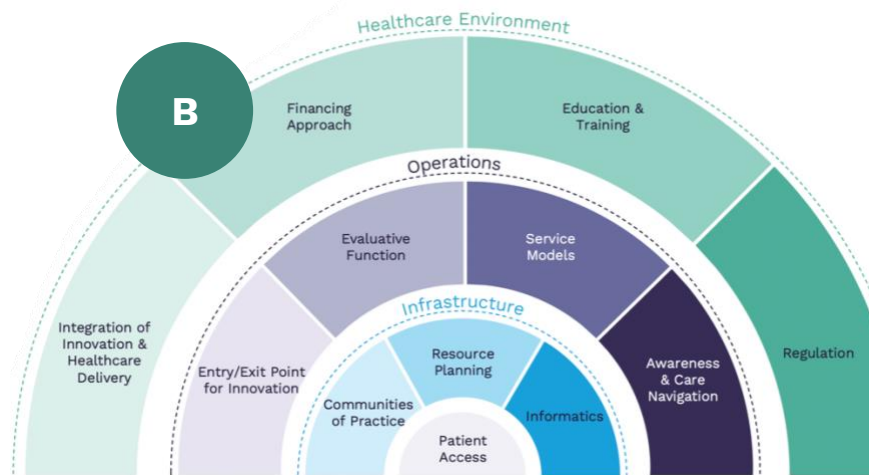 Healthcare Environment
B
Financing
Approach
Education &
Training
Operations
Evaluative
Function
Service
Models
Integration of
Innovation &
Healthcare
Delivery
Entry/Exit Point
for Innovation
Infrastructure
Resource
Planning
Awareness
& Care
Navigation
Regulation
Communities
of Practice
Informatics
Patient
Access